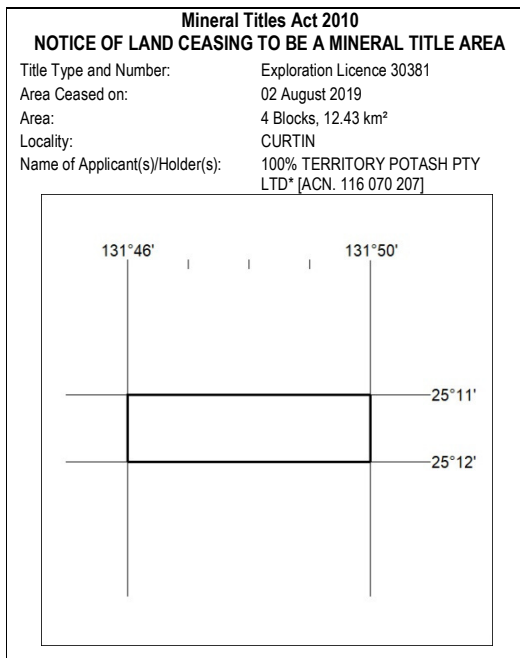 Mineral Titles Act 2010
NOTICE OF LAND CEASING TO BE A MINERAL TITLE AREA
Title Type and Number: Exploration Licence 30381
Area Ceased on: 02 August 2019
Area: 4 Blocks, 12.43 km²
Locality: CURTIN
Name of Applicant(s)/Holder(s): 100% TERRITORY POTASH PTY
LTD* [ACN. 116 070 207]
131°46' 131°50'
25°11'
25°12'